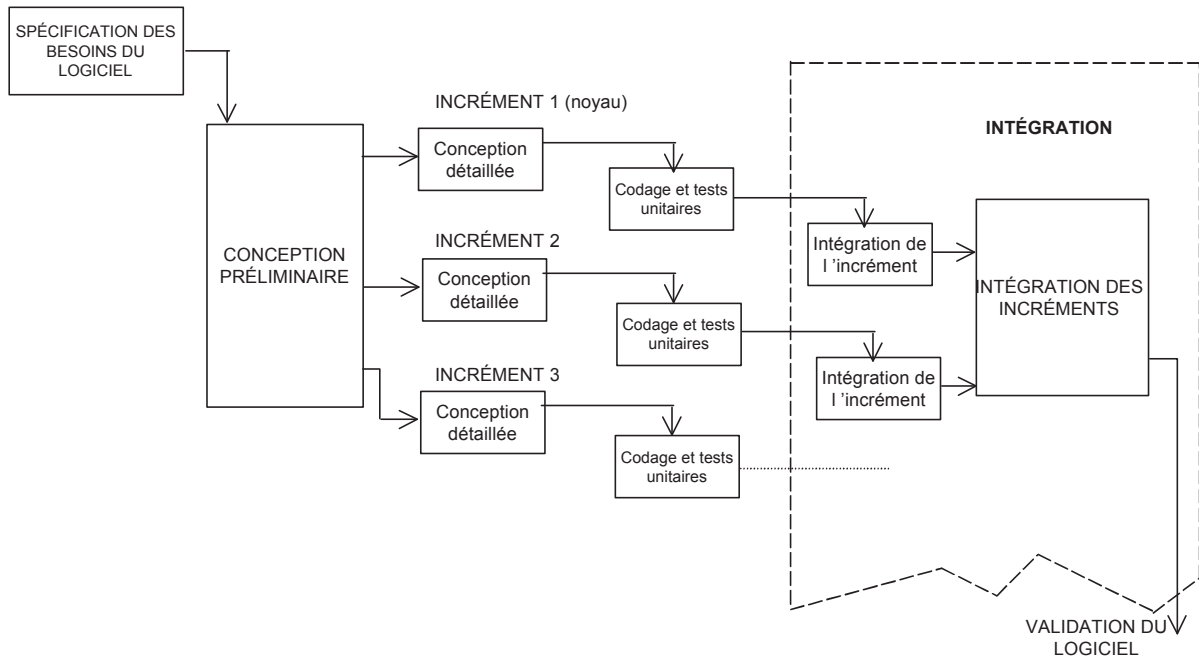 SPÉCIFICATION DES
BESOINS DU
LOGICIEL
CONCEPTION
PRÉLIMINAIRE
INCRÉMENT 1 (noyau)
Conception
détaillée
Codage et tests
unitaires
INCRÉMENT 2
Conception
détaillée
Codage et tests
unitaires
INCRÉMENT 3
Conception
détaillée
Codage et tests
unitaires
INTÉGRATION
Intégration de
l 'incrément
Intégration de
l 'incrément
INTÉGRATION DES
INCRÉMENTS
VALIDATION DU
LOGICIEL